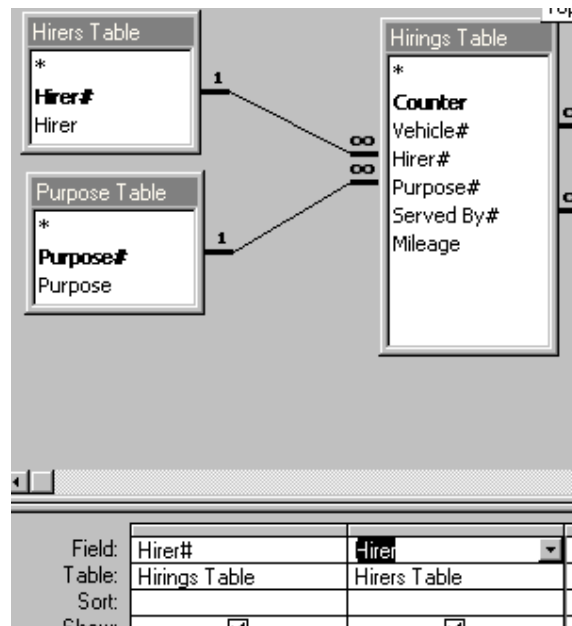 Hirers Table
*
Hirer#
Hirer
1
Purpose Table
*
Purpose#
Purpose
1
∞
∞
Hirings Table
*
Counter
Vehicle#
Hirer#
Purpose#
Served By#
Mileage
Field: Hirer# Hirer
Table: Hirings Table Hirers Table
Sort:
Show: